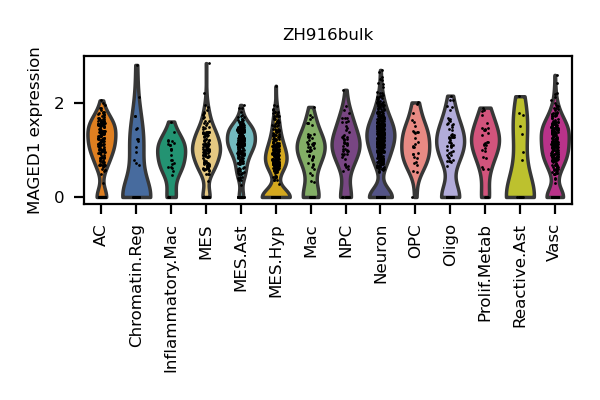 ZH916bulk
MAGED1 expression
2
0
AC
Chromatin.Reg
Inflammatory.Mac
MES
MES.Ast
MES.Hyp
Mac
NPC
Neuron
OPC
Oligo
Prolif.Metab
Reactive.Ast
Vasc